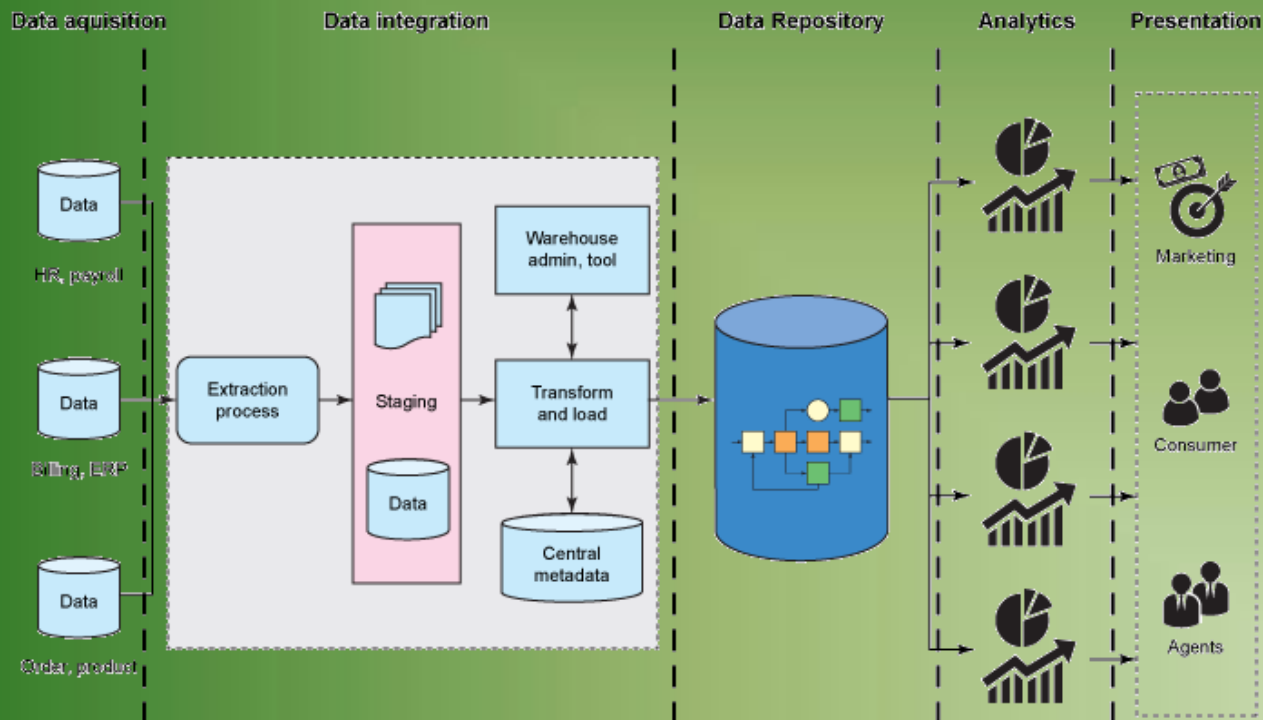 Data aquisition
Data integration
Data Repository
Analytics
Presentation
Data
HR, payroll
Data
Billing, ERP
Data
Order, product
Extraction
process
Staging
Data
Warehouse
admin, tool
Transform
and load
Central
metadata
Marketing
Consumer
Agents